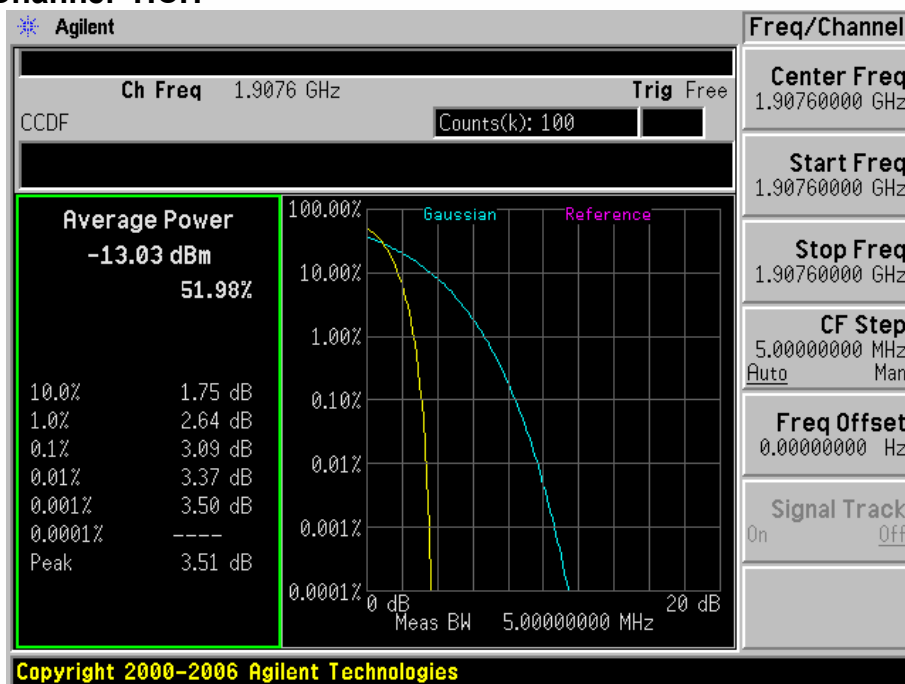 Agilent
Freq/Channel
Ch Freq 1.9076 GHz Trig Free
CCDF Counts(k): 100
Center Freq
1.90760000 GHz
Start Freq
1.90760000 GHz
Stop Freq
1.90760000 GHz
CF Step
5.00000000 MHz
Auto Man
Freq Offset
0.00000000 Hz
Signal Track
On Off
Average Power
-13.03 dBm
51.98%
10.0% 1.75 dB
1.0% 2.64 dB
0.1% 3.09 dB
0.01% 3.37 dB
0.001% 3.50 dB
0.0001% ----
Peak 3.51 dB
Gaussian Reference
100.00%
10.00%
1.00%
0.10%
0.01%
0.001%
0.0001%
0 dB 20 dB
Meas BW 5.00000000 MHz
Copyright 2000-2006 Agilent Technologies